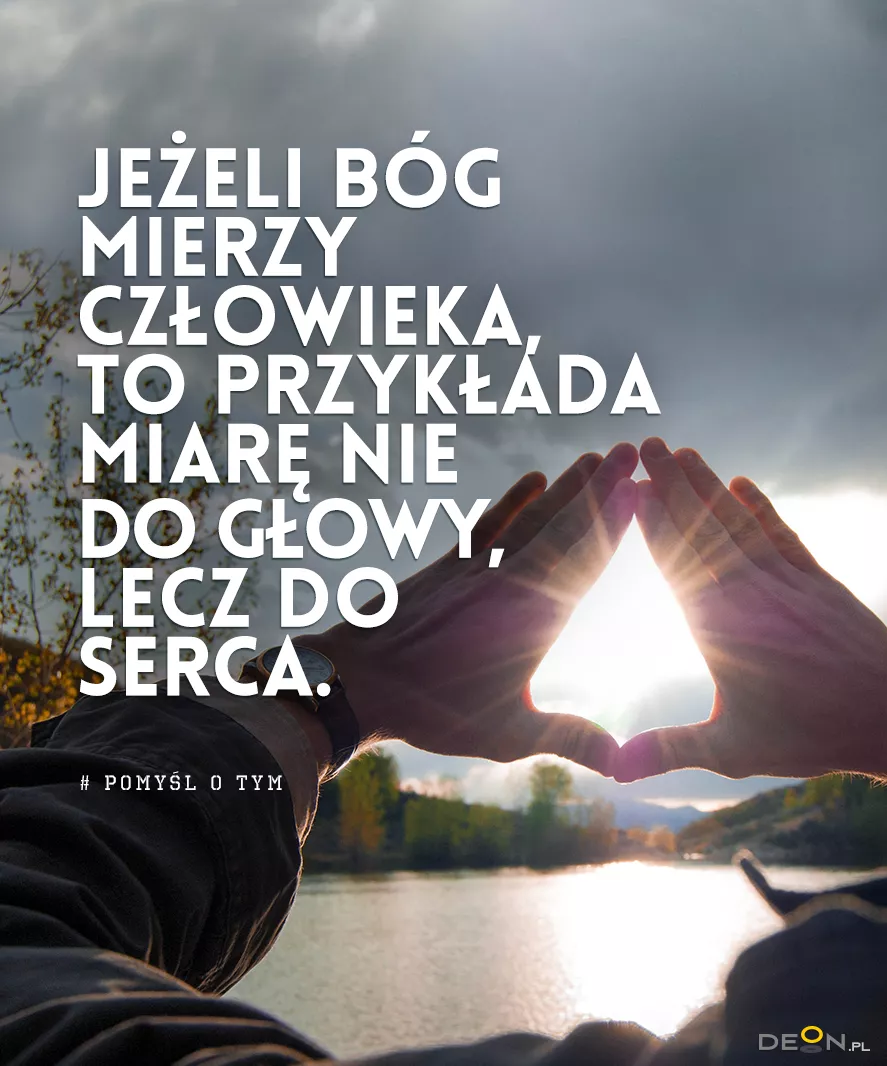 JEŻELI BÓG
MIERZY
CZŁOWIEKA,
TO PRZYKŁADA
MIARĘ NIE
DO GŁOWY,
LECZ DO
SERCA.
# POMYŚL O TYM
DEON.PL